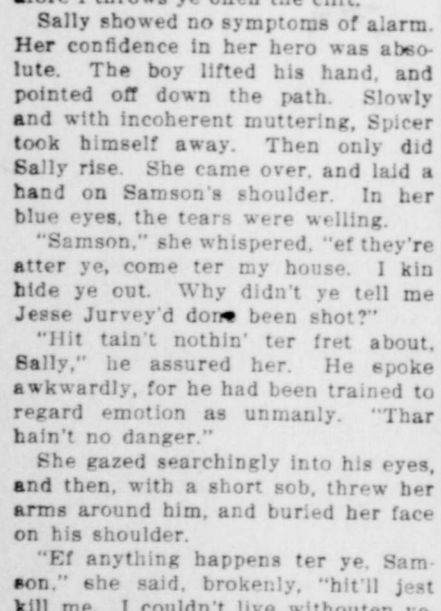 Sally showed no symptoms of alarm.
Her confidence in her hero was abso-
lute. The boy lifted his hand, and
pointed off down the path. Slowly
and with incoherent muttering, Spicer
took himself away. Then only did
Sally rise. She came over, and laid a
hand on Samson's shoulder. In her
blue eyes, the tears were welling.
"Samson," she whispered, "ef they're
atter ye, come ter my house. I kin
hide ye out. Why didn't ye tell me
Jesse Jurvey'd done been shot?"
"Hit tain't nothin' ter fret about,
Sally," he assured her. He spoke
awkwardly, for he had been trained to
regard emotion as unmanly. "Thar
hain't no danger."
She gazed searchingly into his eyes,
and then, with a short sob, threw her
arms around him, and buried her face
on his shoulder.
"Ef anything happens ter ye, Sam-
son," she said, brokenly, "hit'll jest
kill me. I couldn't live withouten